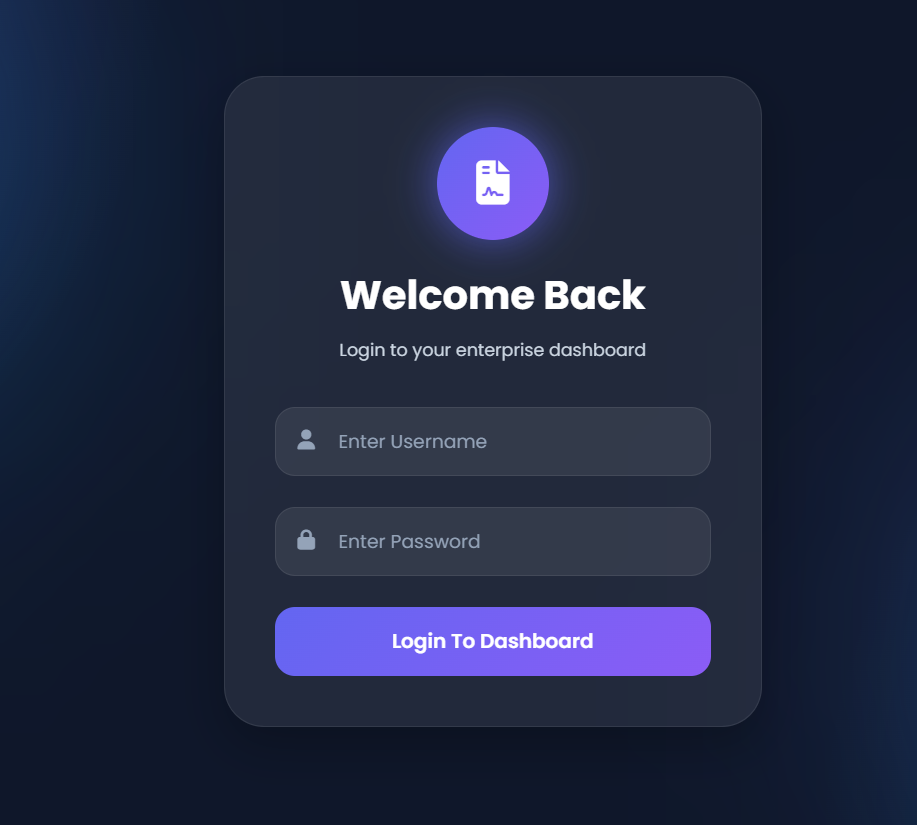 Welcome Back
Login to your enterprise dashboard
Enter Username
Enter Password
Login To Dashboard